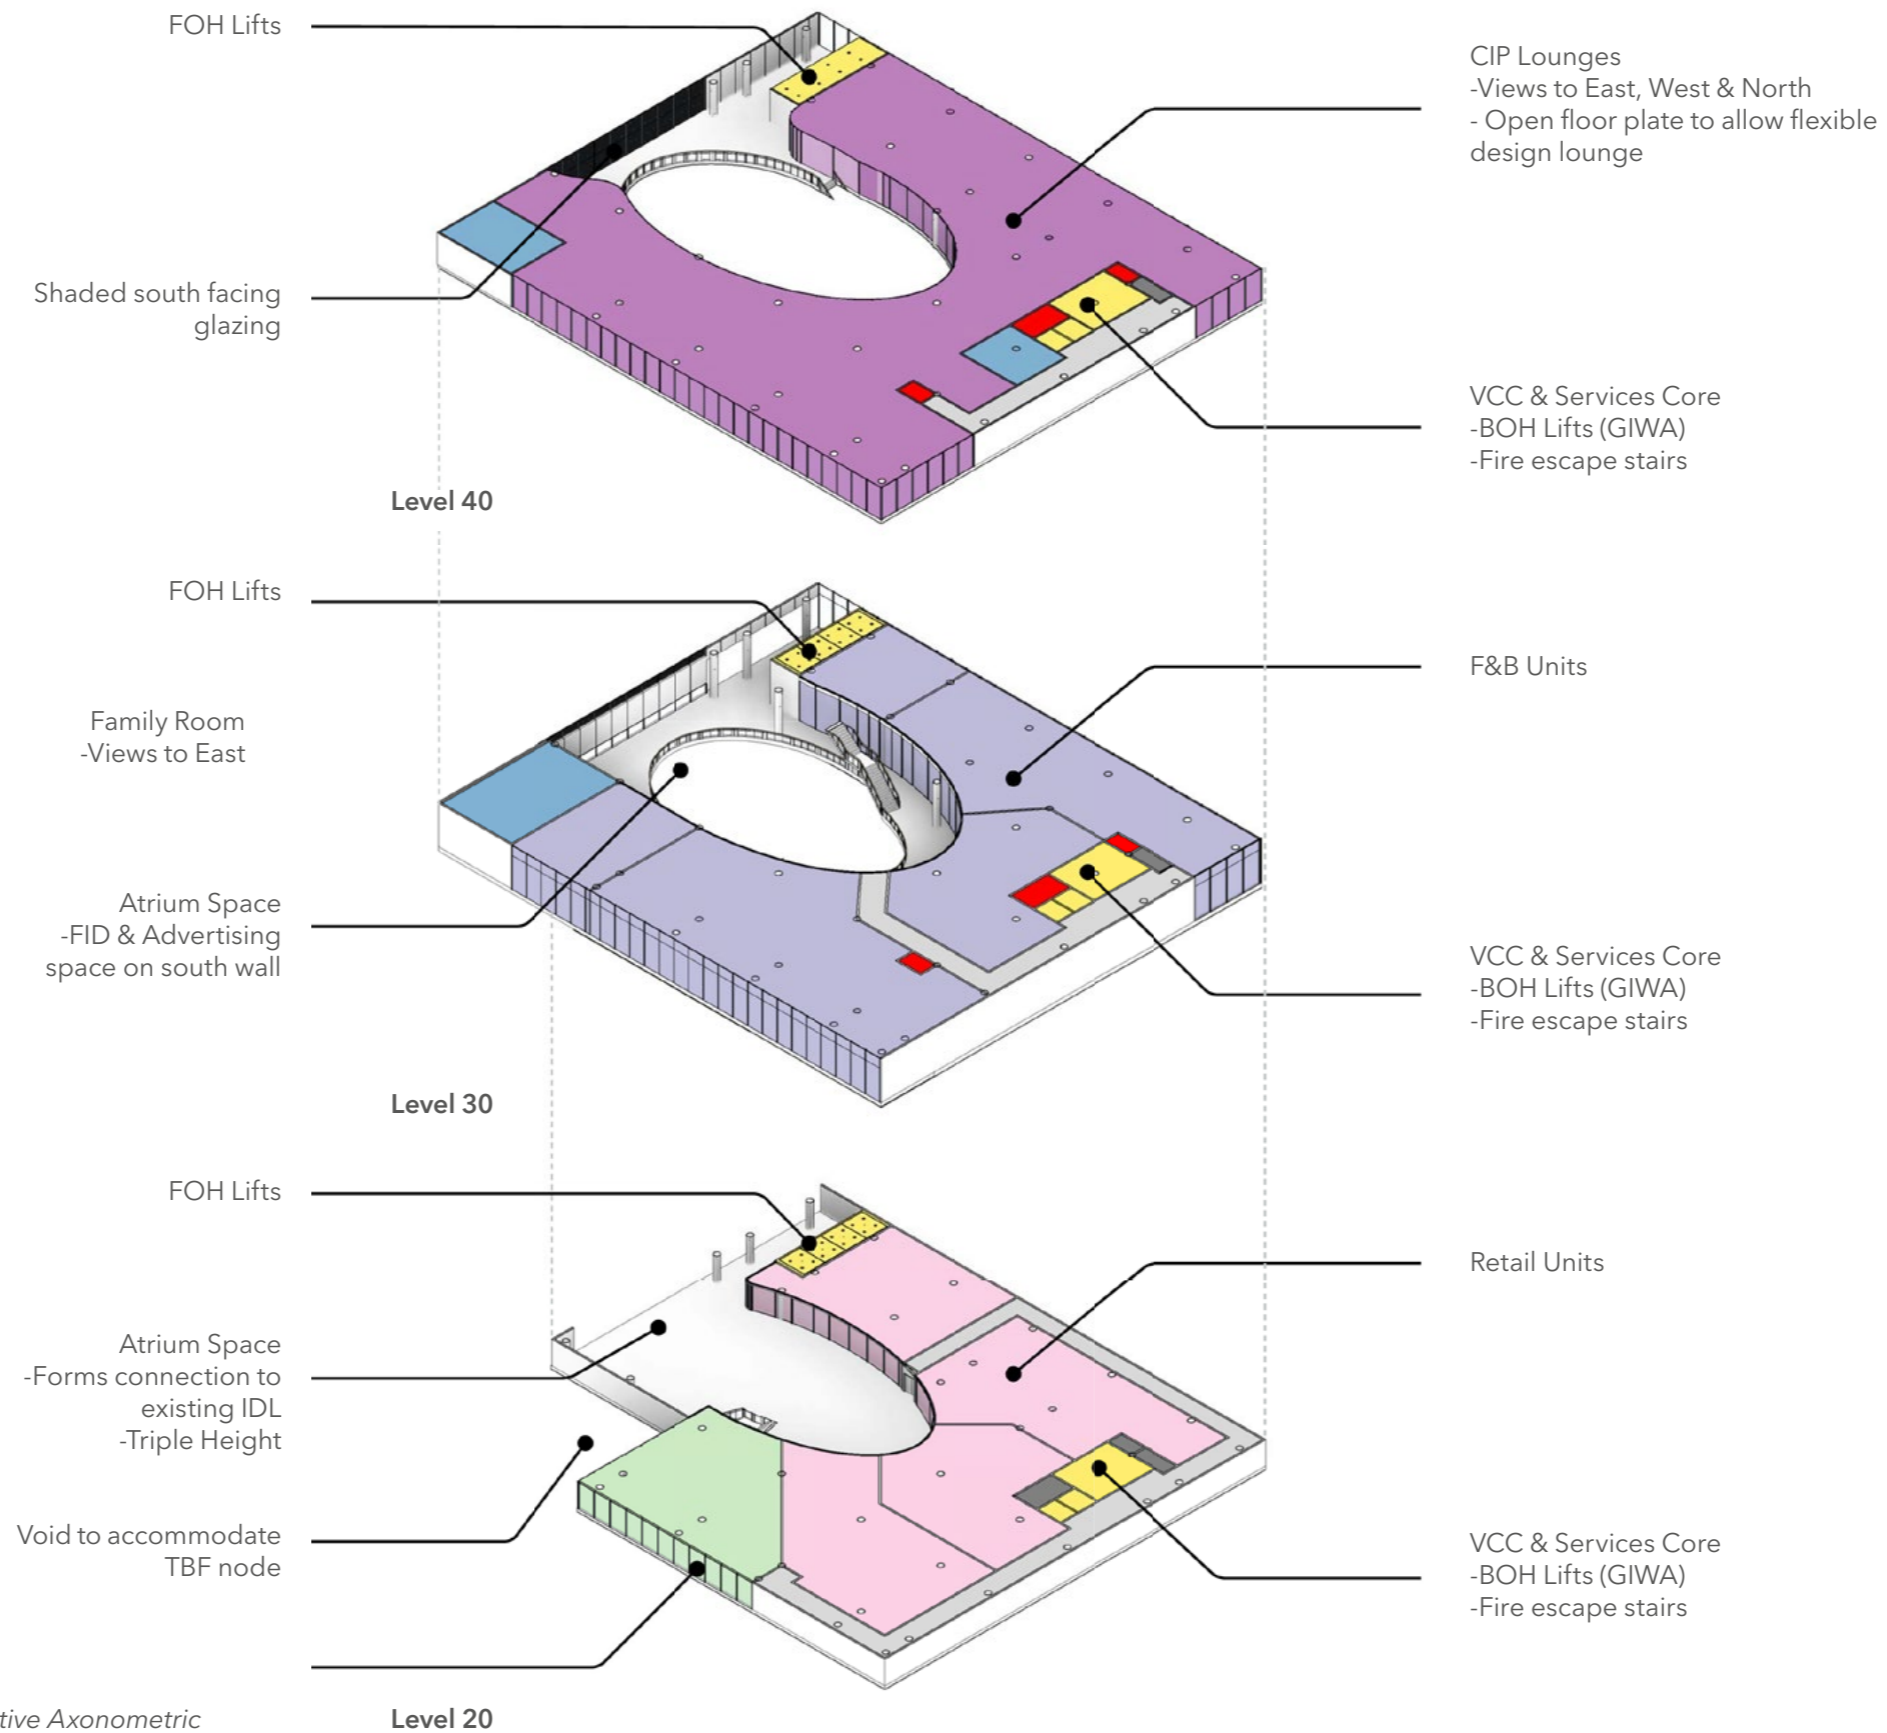 FOH Lifts
CIP Lounges
-Views to East, West & North
- Open floor plate to allow flexible
design lounge
Shaded south facing
glazing
VCC & Services Core
-BOH Lifts (GIWA)
-Fire escape stairs
Level 40
FOH Lifts
F&B Units
Family Room
-Views to East
Atrium Space
-FID & Advertising
space on south wall
VCC & Services Core
-BOH Lifts (GIWA)
-Fire escape stairs
Level 30
FOH Lifts
Retail Units
Atrium Space
-Forms connection to
existing IDL
-Triple Height
Void to accommodate
TBF node
VCC & Services Core
-BOH Lifts (GIWA)
-Fire escape stairs
Axonometric
Level 20